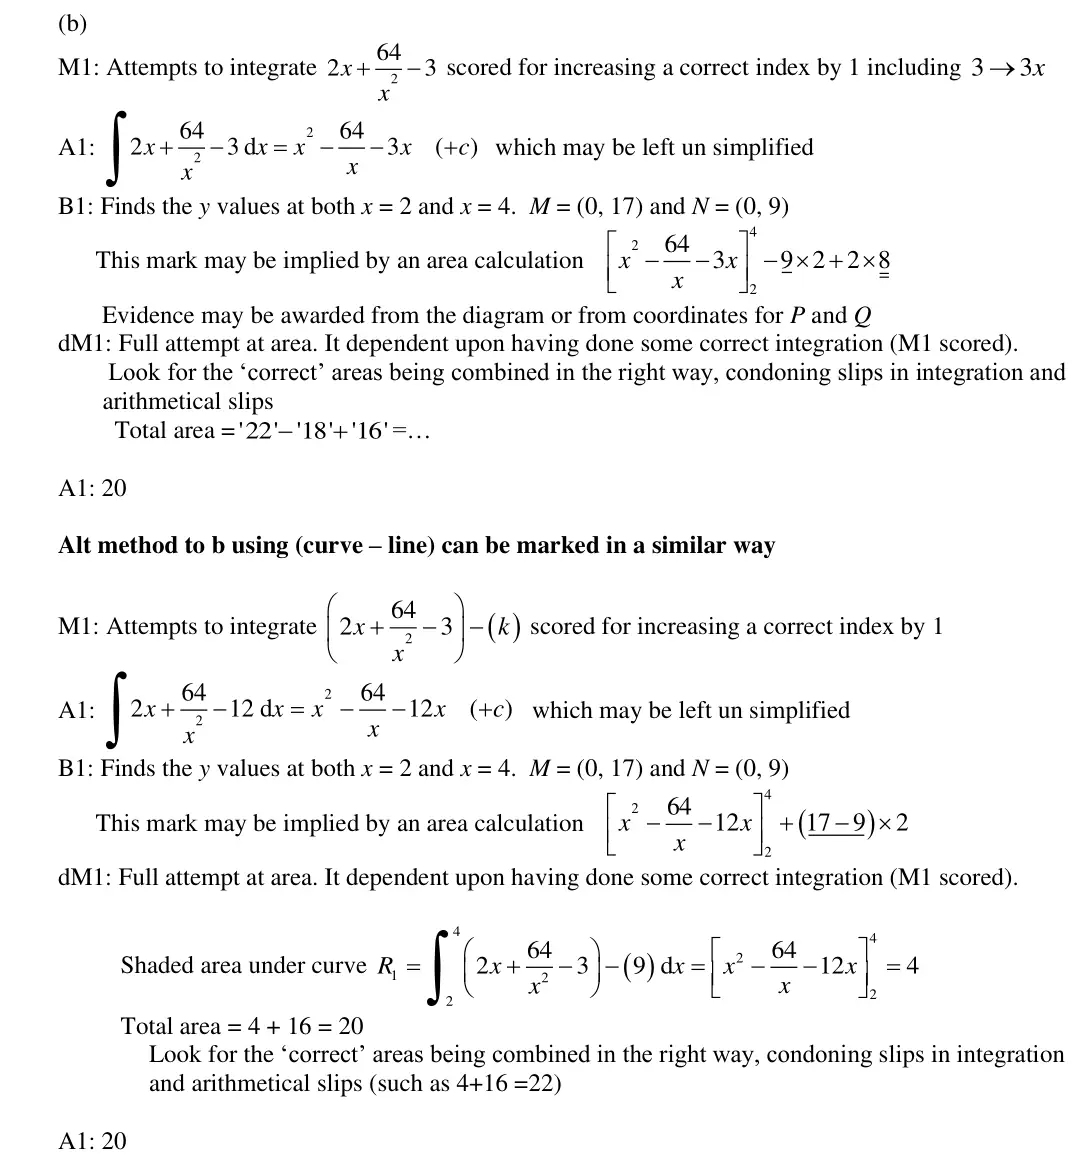 (b)
M1: Attempts to integrate 2x + 64/x² − 3 scored for increasing a correct index by 1 including 3 → 3x
A1: ∫ 2x + 64/x² − 3 dx = x² − 64/x − 3x (+c) which may be left un simplified
B1: Finds the y values at both x = 2 and x = 4. M = (0, 17) and N = (0, 9)
This mark may be implied by an area calculation [x² − 64/x − 3x]₂⁴ − 9×2 + 2×8
Evidence may be awarded from the diagram or from coordinates for P and Q
dM1: Full attempt at area. It dependent upon having done some correct integration (M1 scored).
Look for the ‘correct’ areas being combined in the right way, condoning slips in integration and
arithmetical slips
Total area = '22'− '18'+ '16' =…
A1: 20
Alt method to b using (curve – line) can be marked in a similar way
M1: Attempts to integrate (2x + 64/x² − 3) − (k) scored for increasing a correct index by 1
A1: ∫ 2x + 64/x² − 12 dx = x² − 64/x − 12x (+c) which may be left un simplified
B1: Finds the y values at both x = 2 and x = 4. M = (0, 17) and N = (0, 9)
This mark may be implied by an area calculation [x² − 64/x − 12x]₂⁴ + (17 − 9) × 2
dM1: Full attempt at area. It dependent upon having done some correct integration (M1 scored).
Shaded area under curve R₁ = ∫₂⁴ (2x + 64/x² − 3) − (9) dx = [x² − 64/x − 12x]₂⁴ = 4
Total area = 4 + 16 = 20
Look for the ‘correct’ areas being combined in the right way, condoning slips in integration
and arithmetical slips (such as 4+16 =22)
A1: 20